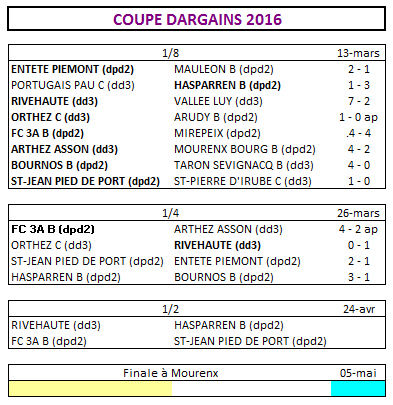 COUPE DARGAINS 2016
1/8 13-mars
ENTETE PIEMONT (dpd2) MAULEON B (dpd2) 2 - 1
PORTUGAIS PAU C (dd3) HASPARREN B (dpd2) 1 - 3
RIVEHAUTE (dd3) VALLEE LUY (dd3) 7 - 2
ORTHEZ C (dd3) ARUDY B (dpd2) 1 - 0 ap
FC 3A B (dpd2) MIREPEIX (dpd2) .4 - 4
ARTHEZ ASSON (dd3) MOURENX BOURG B (dpd2) 4 - 2
BOURNOS B (dpd2) TARON SEVIGNACQ B (dd3) 4 - 0
ST-JEAN PIED DE PORT (dpd2) ST-PIERRE D'IRUBE C (dd3) 1 - 0
1/4 26-mars
FC 3A B (dpd2) ARTHEZ ASSON (dd3) 4 - 2 ap
ORTHEZ C (dd3) RIVEHAUTE (dd3) 0 - 1
ST-JEAN PIED DE PORT (dpd2) ENTETE PIEMONT (dpd2) 2 - 1
HASPARREN B (dpd2) BOURNOS B (dpd2) 3 - 1
1/2 24-avr
RIVEHAUTE (dd3) HASPARREN B (dpd2)
FC 3A B (dpd2) ST-JEAN PIED DE PORT (dpd2)
Finale à Mourenx 05-mai